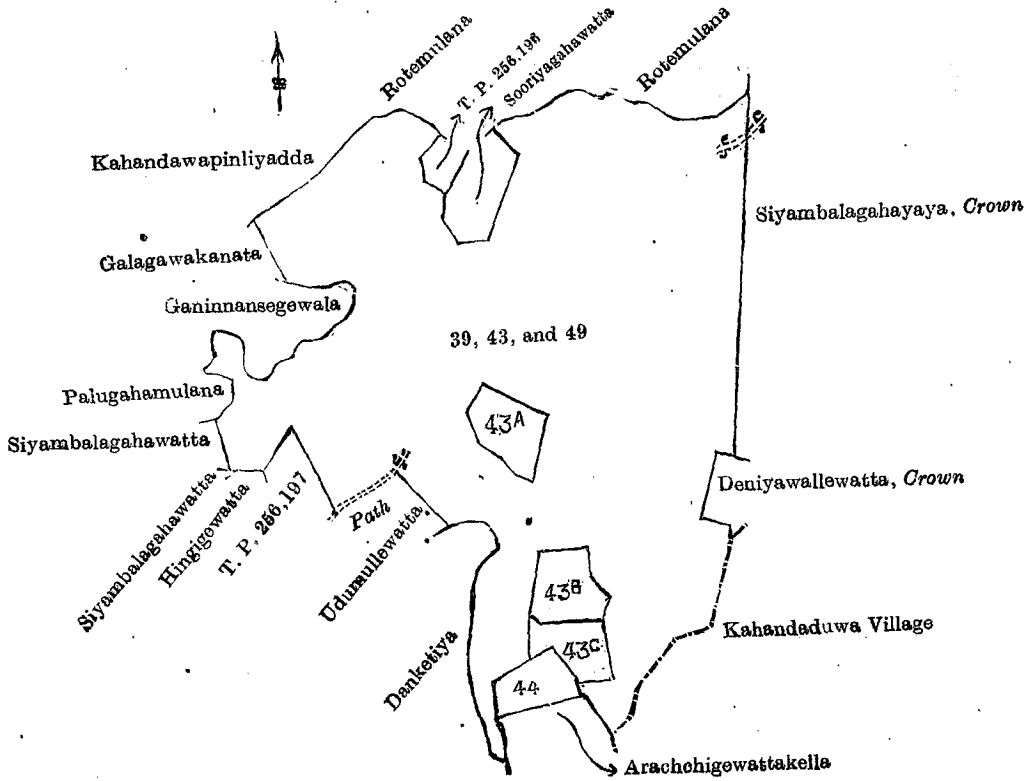 Rotemulana
T. P. 256,196
Sooriyagahawatta
Rotemulana
Kahandawapinliyadda
Siyambalagahayaya, Crown
Galagawakanata
Ganinnansegewala
39, 43, and 49
Palugahamulana
43A
Siyambalagahawatta
Deniyawallewatta, Crown
Siyambalagahawatta
Hingigewatta
T. P. 256,197
Path
Udumullewatta
43B
Kahandaduwa Village
43C
Danketiya
44
Arachchigewattakella